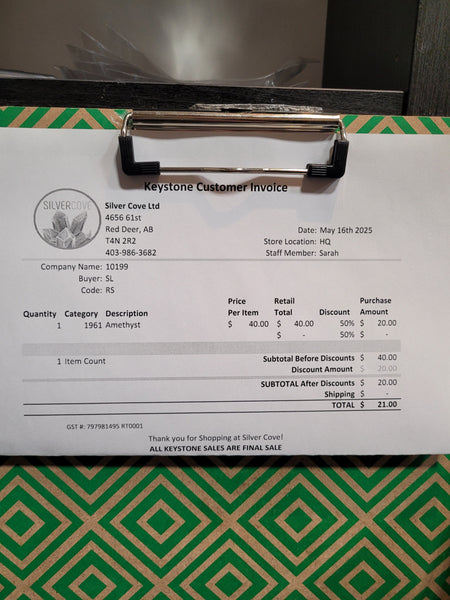 Keystone Customer Invoice
SILVERCOVE
Silver Cove Ltd
4656 61st
Red Deer, AB
T4N 2R2
403-986-3682
Date: May 16th 2025
Store Location: HQ
Staff Member: Sarah
Company Name: 10199
Buyer: SL
Code: RS
Quantity Category Description Price Per Item Retail Total Discount Purchase Amount
1 1961 Amethyst $ 40.00 $ 40.00 50% $ 20.00
$ - 50% $ -
1 Item Count
Subtotal Before Discounts $ 40.00
Discount Amount $ 20.00
SUBTOTAL After Discounts $ 20.00
Shipping $ -
TOTAL $ 21.00
GST #: 797981495 RT0001
Thank you for Shopping at Silver Cove!
ALL KEYSTONE SALES ARE FINAL SALE